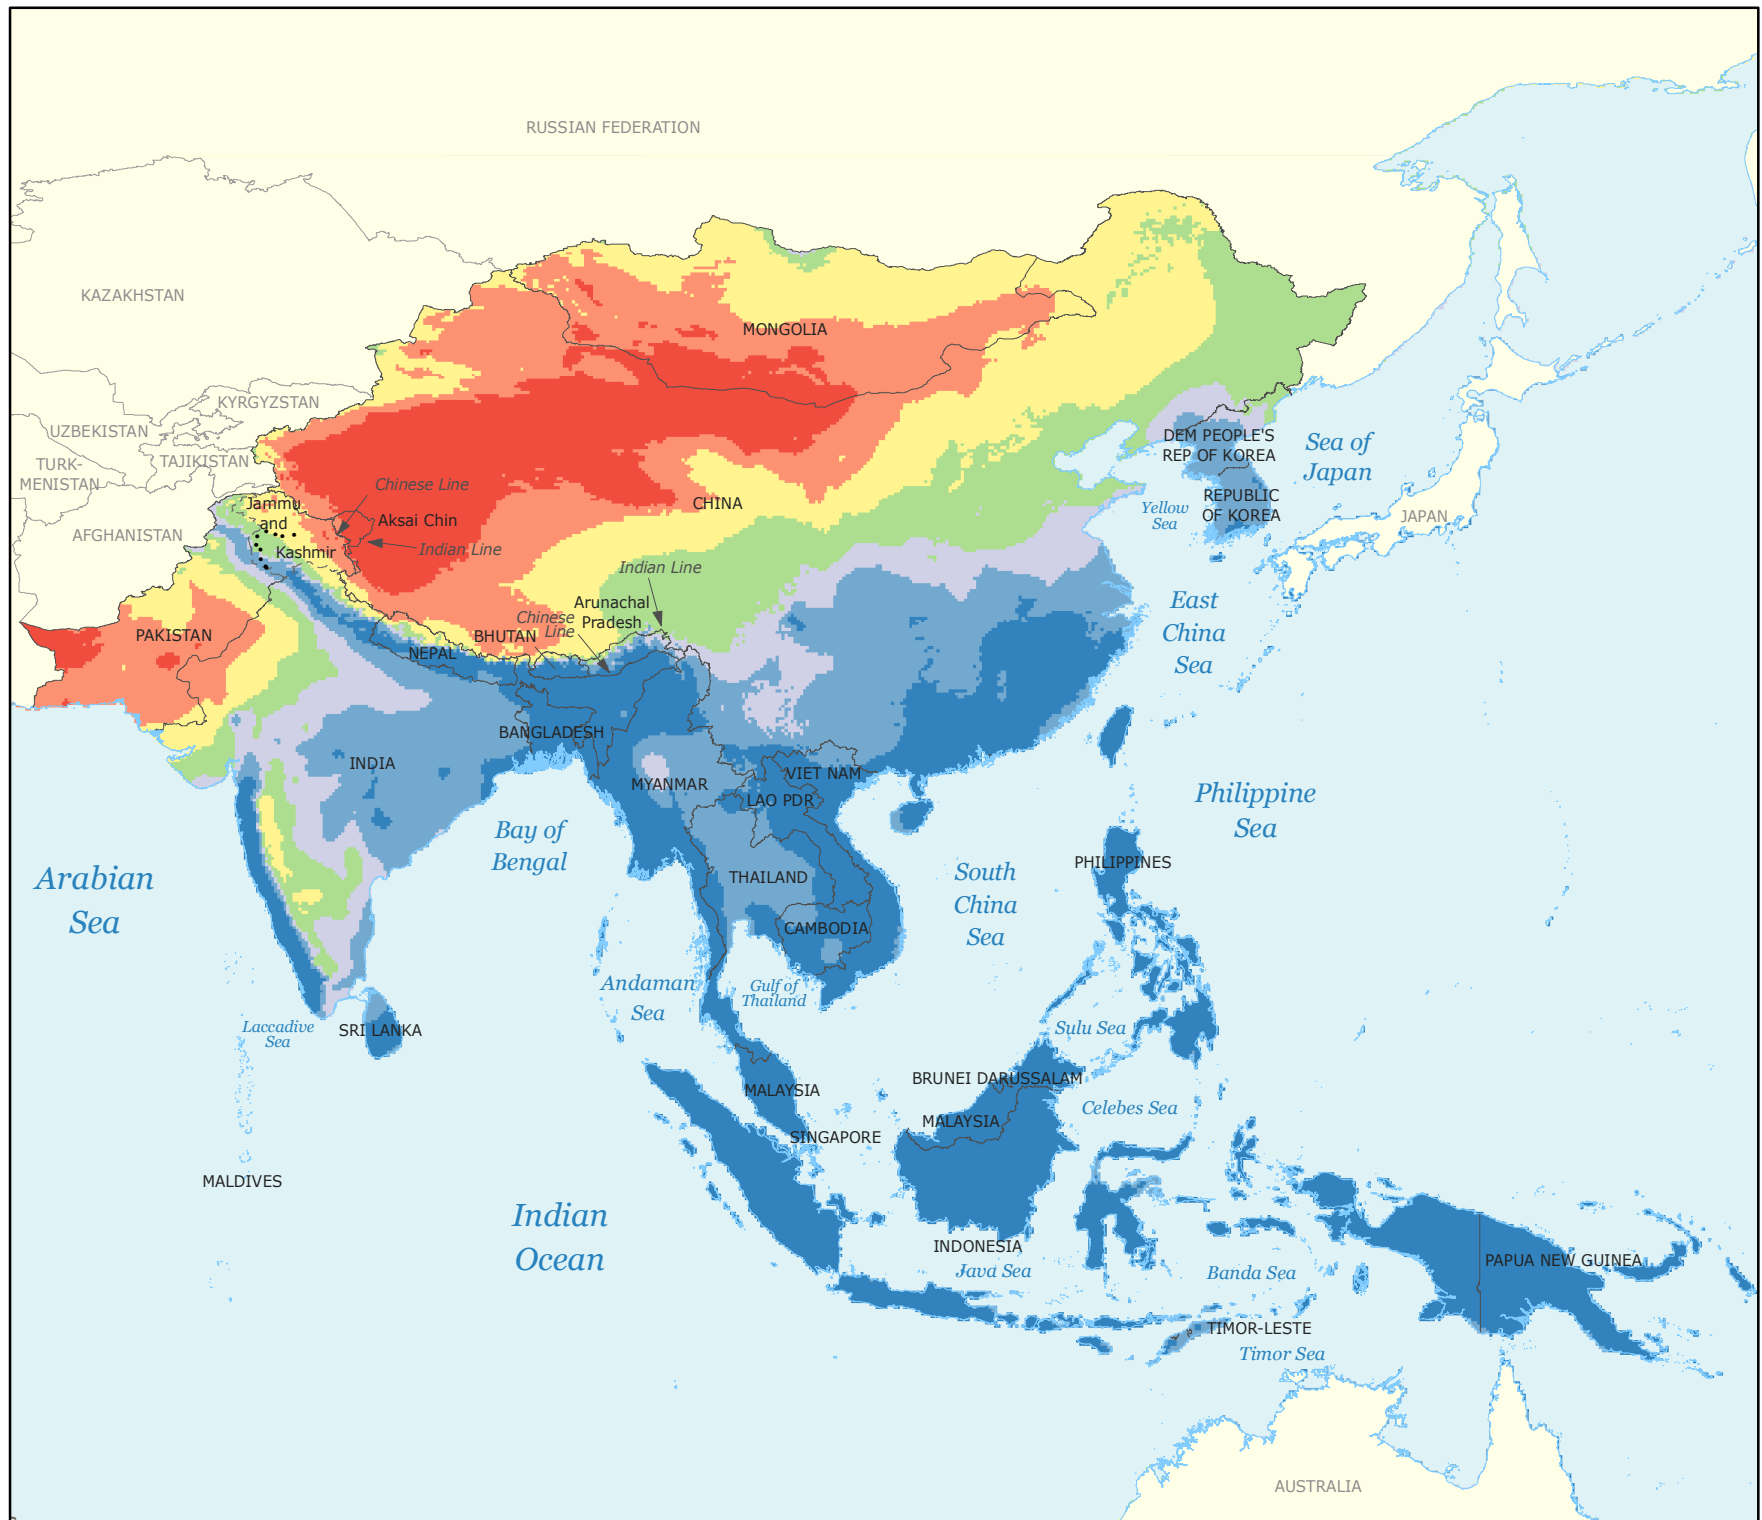 RUSSIAN FEDERATION
KAZAKHSTAN
MONGOLIA
KYRGYZSTAN
UZBEKISTAN
TAJIKISTAN
TURK-
MENISTAN
AFGHANISTAN
DEM PEOPLE'S
REP OF KOREA
Sea of
Japan
Chinese Line
Jammu
and
Kashmir
Aksai Chin
Indian Line
CHINA
REPUBLIC
OF KOREA
Yellow
Sea
JAPAN
Indian Line
Arunachal
Pradesh
Chinese
Line
East
China
Sea
PAKISTAN
BHUTAN
NEPAL
BANGLADESH
INDIA
MYANMAR
VIET NAM
LAO PDR
Philippine
Sea
Bay of
Bengal
Arabian
Sea
THAILAND
South
China
Sea
PHILIPPINES
CAMBODIA
Andaman
Sea
Gulf of
Thailand
Laccadive
Sea
SRI LANKA
Sulu Sea
MALAYSIA
BRUNEI DARUSSALAM
Celebes Sea
MALAYSIA
SINGAPORE
MALDIVES
Indian
Ocean
INDONESIA
Java Sea
Banda Sea
PAPUA NEW GUINEA
TIMOR-LESTE
Timor Sea
AUSTRALIA